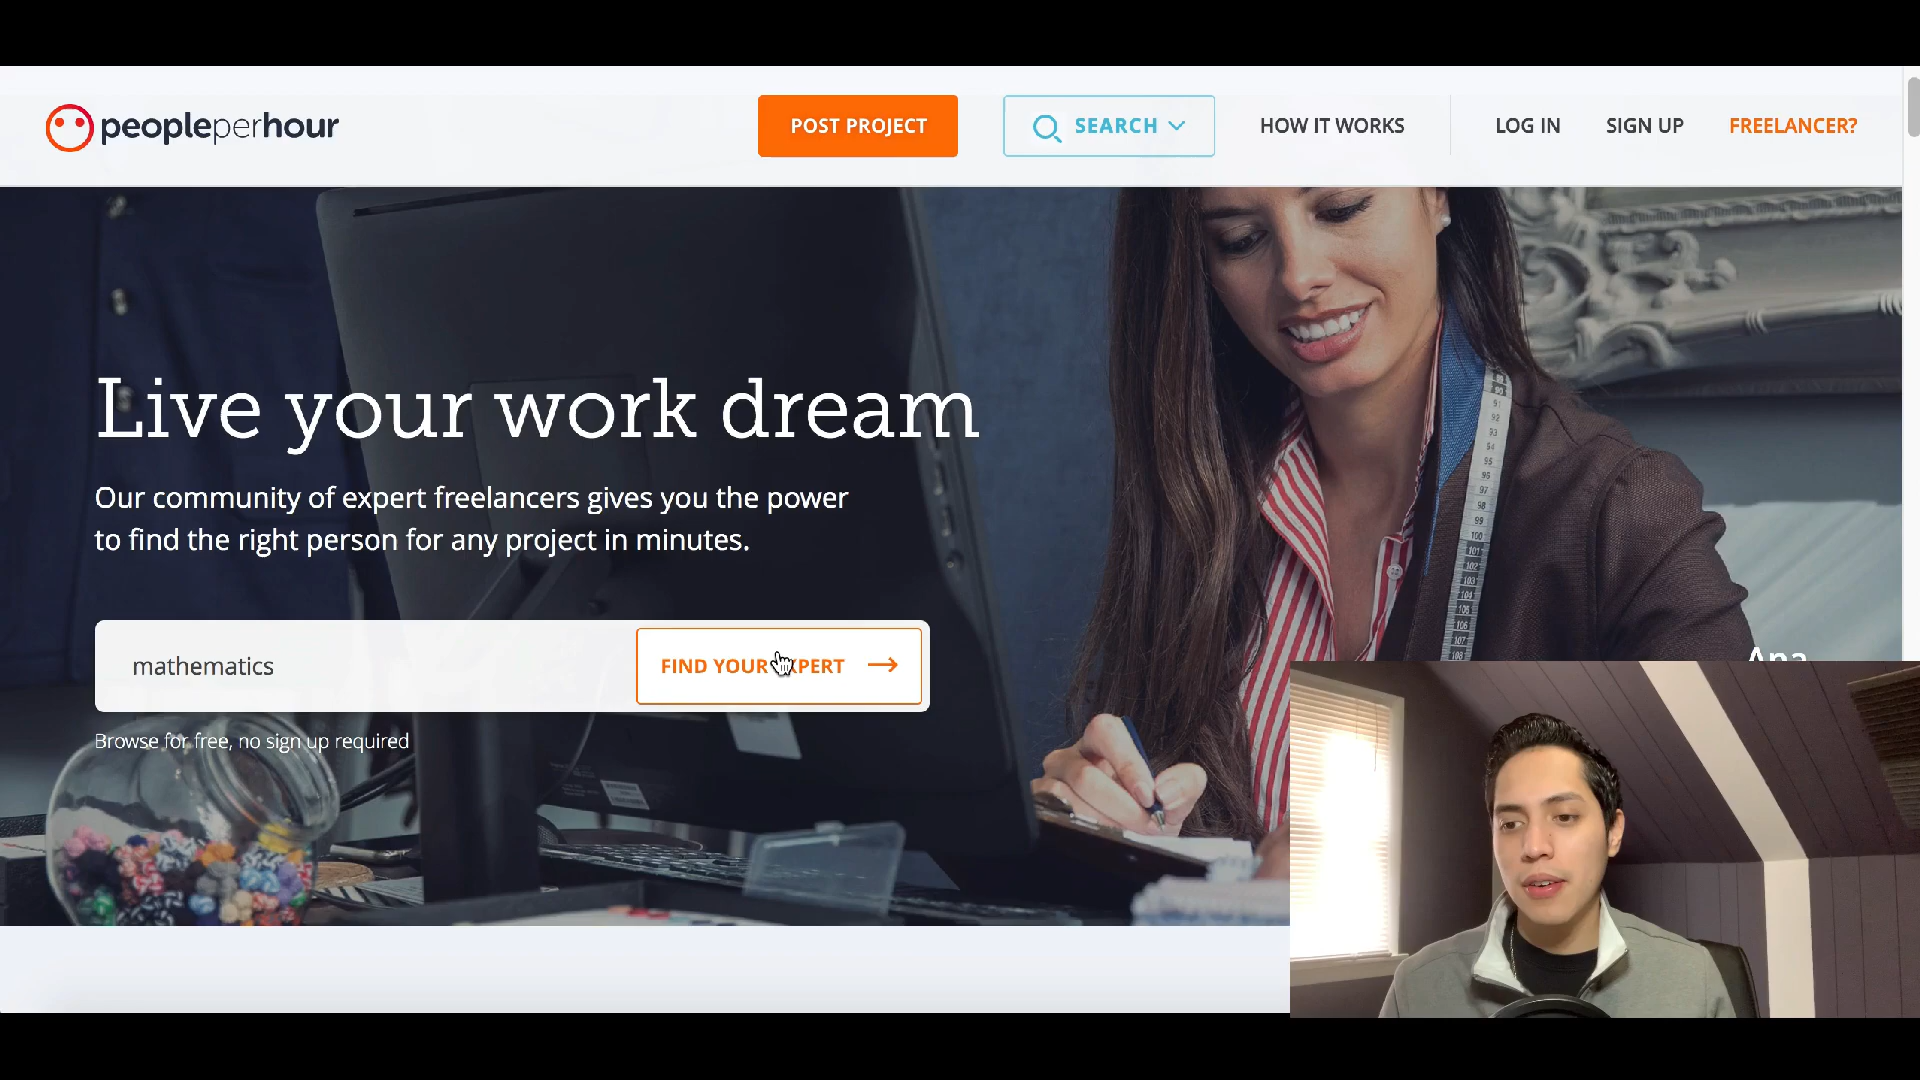 peopleperhour
POST PROJECT
SEARCH
HOW IT WORKS
LOG IN
SIGN UP
FREELANCER?
Live your work dream
Our community of expert freelancers gives you the power
to find the right person for any project in minutes.
mathematics
FIND YOUR EXPERT
Browse for free, no sign up required
Ana